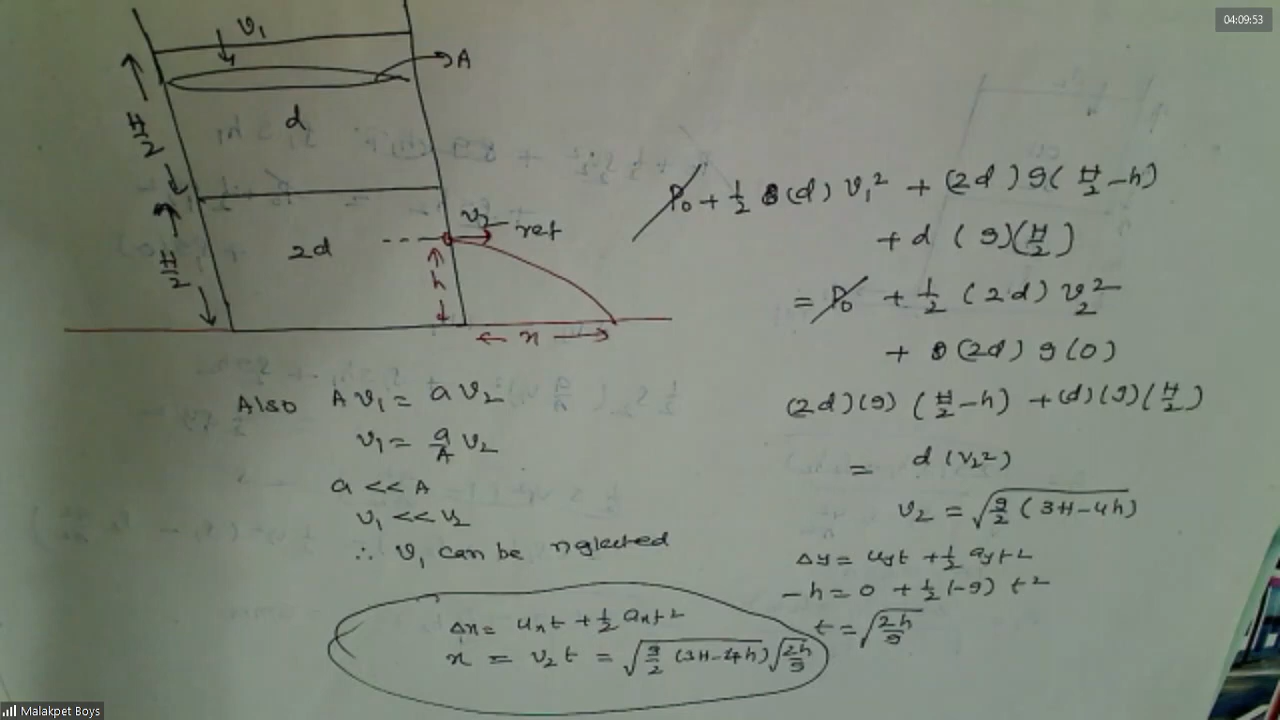 04:09:53
v₁
A
H/2
d
H/2
2d
v₂
ref
h
x
P₀ + 1/2 (d) v₁² + (2d) g (H/2 - h)
+ d (g) (H/2)
= P₀ + 1/2 (2d) v₂²
+ (2d) g (0)
(2d) (g) (H/2 - h) + (d) (g) (H/2)
= d (v₂²)
v₂ = √(g/2 (3H - 4h))
Δy = uyt + 1/2 ayt²
-h = 0 + 1/2 (-g) t²
t = √(2h/g)
Also A v₁ = a v₂
v₁ = a/A v₂
a << A
v₁ << v₂
∴ v₁ can be neglected
Δx = uxt + 1/2 axt²
x = v₂ t = √(g/2 (3H - 4h)) √(2h/g)
Malakpet Boys